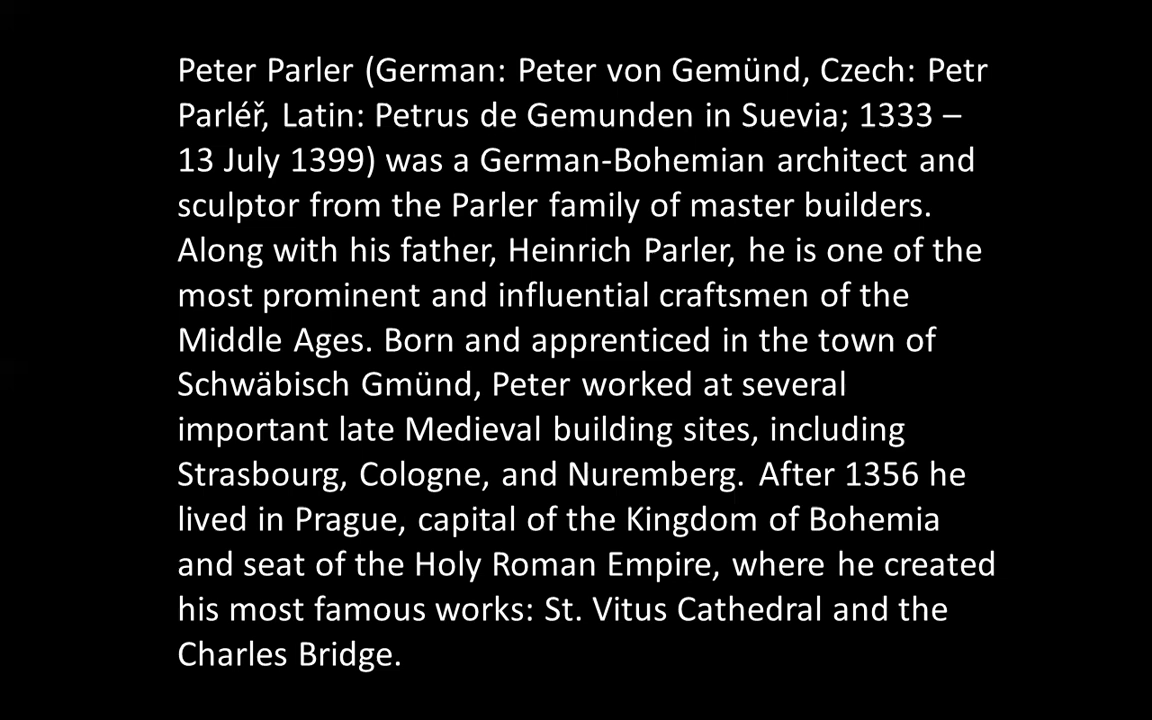 Peter Parler (German: Peter von Gemünd, Czech: Petr
Parléř, Latin: Petrus de Gemunden in Suevia; 1333 –
13 July 1399) was a German-Bohemian architect and
sculptor from the Parler family of master builders.
Along with his father, Heinrich Parler, he is one of the
most prominent and influential craftsmen of the
Middle Ages. Born and apprenticed in the town of
Schwäbisch Gmünd, Peter worked at several
important late Medieval building sites, including
Strasbourg, Cologne, and Nuremberg. After 1356 he
lived in Prague, capital of the Kingdom of Bohemia
and seat of the Holy Roman Empire, where he created
his most famous works: St. Vitus Cathedral and the
Charles Bridge.